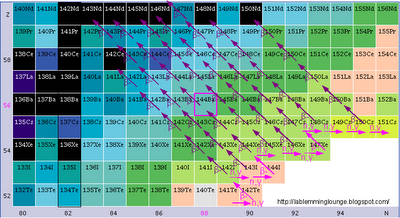 Z 140Nd 141Nd 142Nd 143Nd 144Nd 145Nd 146Nd 147Nd 148Nd 149Nd 150Nd 151Nd 152Nd 153Nd 154Nd 155Nd 156Nd
139Pr 140Pr 141Pr 142Pr 143Pr 144Pr 145Pr 146Pr 147Pr 148Pr 149Pr 150Pr 151Pr 152Pr 153Pr 154Pr 155Pr
58 138Ce 139Ce 140Ce 141Ce 142Ce 143Ce 144Ce 145Ce 146Ce 147Ce 148Ce 149Ce 150Ce 151Ce 152Ce 153Ce 154Ce
137La 138La 139La 140La 141La 142La 143La 144La 145La 146La 147La 148La 149La 150La 151La 152La 153La
56 136Ba 137Ba 138Ba 139Ba 140Ba 141Ba 142Ba 143Ba 144Ba 145Ba 146Ba 147Ba 148Ba 149Ba 150Ba 151Ba 152Ba
135Cs 136Cs 137Cs 138Cs 139Cs 140Cs 141Cs 142Cs 143Cs 144Cs 145Cs 146Cs 147Cs 148Cs 149Cs 150Cs 151Cs
n,γ n,γ n,γ n,γ
54 134Xe 135Xe 136Xe 137Xe 138Xe 139Xe 140Xe 141Xe 142Xe 143Xe 144Xe 145Xe 146Xe 147Xe
n,γ n,γ n,γ
133I 134I 135I 136I 137I 138I 139I 140I 141I 142I 143I 144I
n,γ n,γ
52 132Te 133Te 134Te 135Te 136Te 137Te 138Te 139Te 140Te 141Te 142Te
n,γ
http://lablemminglounge.blogspot.com/
80 82 84 86 88 90 92 94 N